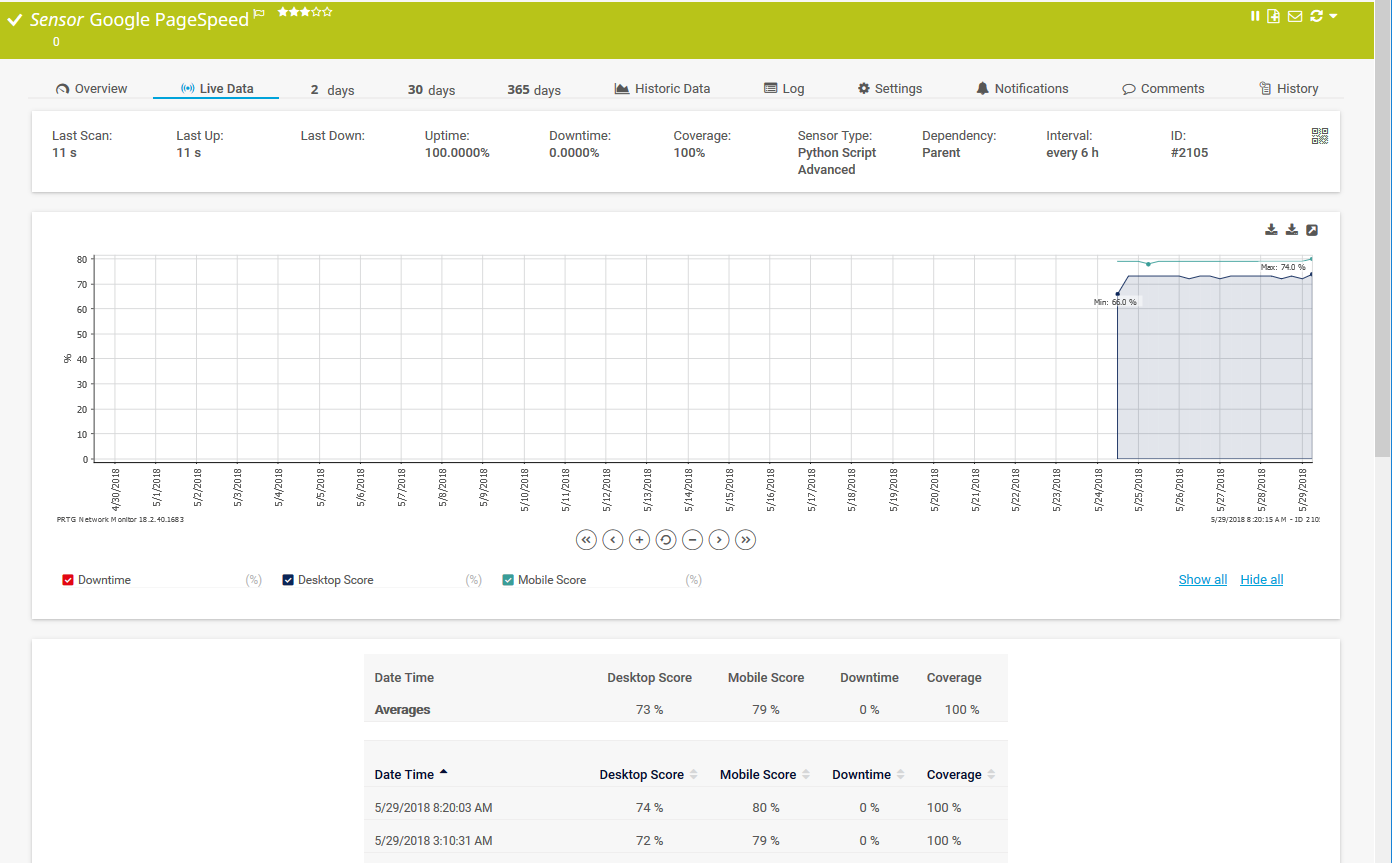 Sensor Google PageSpeed
0
Overview Live Data 2 days 30 days 365 days Historic Data Log Settings Notifications Comments History
Last Scan: Last Up: Last Down: Uptime: Downtime: Coverage: Sensor Type: Dependency: Interval: ID:
11 s 11 s 100.0000% 0.0000% 100% Python Script Parent every 6 h #2105
Advanced
80
70
Max: 74.0 %
Min: 66.0 %
60
50
%
40
30
20
10
0
4/30/2018 5/1/2018 5/2/2018 5/3/2018 5/4/2018 5/5/2018 5/6/2018 5/7/2018 5/8/2018 5/9/2018 5/10/2018 5/11/2018 5/12/2018 5/13/2018 5/14/2018 5/15/2018 5/16/2018 5/17/2018 5/18/2018 5/19/2018 5/20/2018 5/21/2018 5/22/2018 5/23/2018 5/24/2018 5/25/2018 5/26/2018 5/27/2018 5/28/2018 5/29/2018
PRTG Network Monitor 18.2.40.1683 5/29/2018 8:20:15 AM - ID 210
Downtime (%) Desktop Score (%) Mobile Score (%) Show all Hide all
Date Time Desktop Score Mobile Score Downtime Coverage
Averages 73 % 79 % 0 % 100 %
Date Time Desktop Score Mobile Score Downtime Coverage
5/29/2018 8:20:03 AM 74 % 80 % 0 % 100 %
5/29/2018 3:10:31 AM 72 % 79 % 0 % 100 %